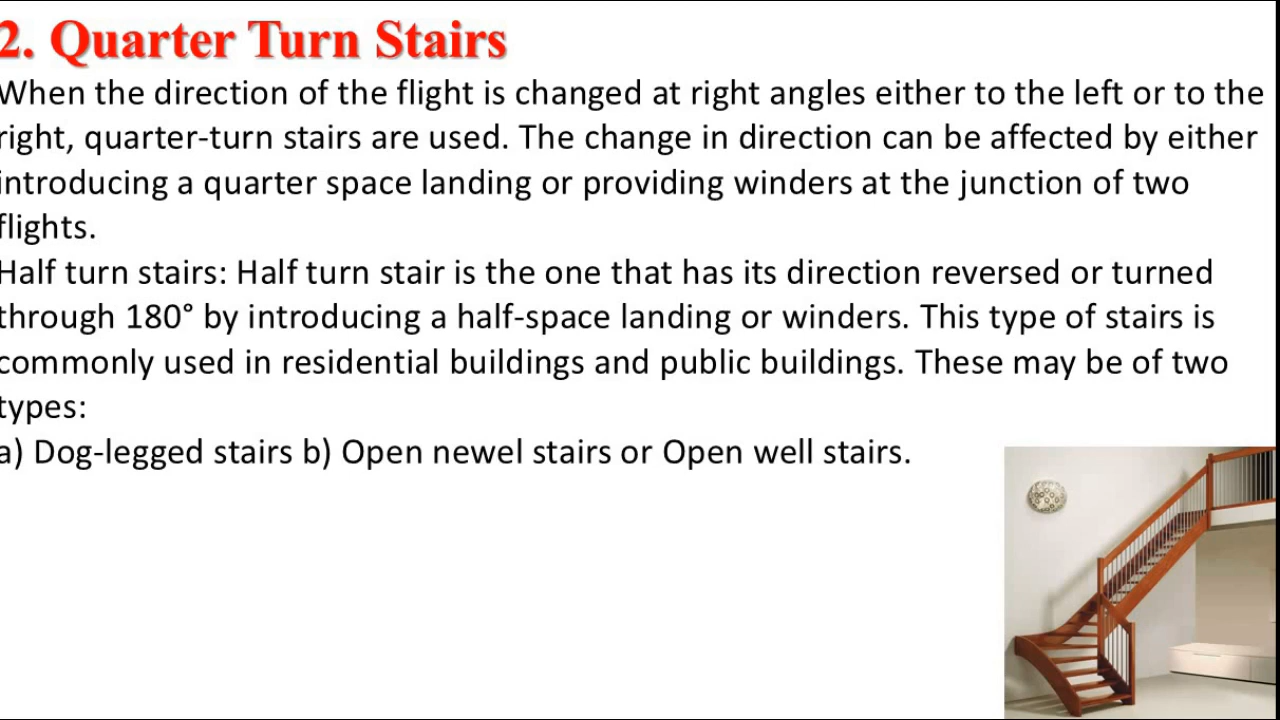 2. Quarter Turn Stairs
When the direction of the flight is changed at right angles either to the left or to the
right, quarter-turn stairs are used. The change in direction can be affected by either
introducing a quarter space landing or providing winders at the junction of two
flights.
Half turn stairs: Half turn stair is the one that has its direction reversed or turned
through 180° by introducing a half-space landing or winders. This type of stairs is
commonly used in residential buildings and public buildings. These may be of two
types:
a) Dog-legged stairs b) Open newel stairs or Open well stairs.